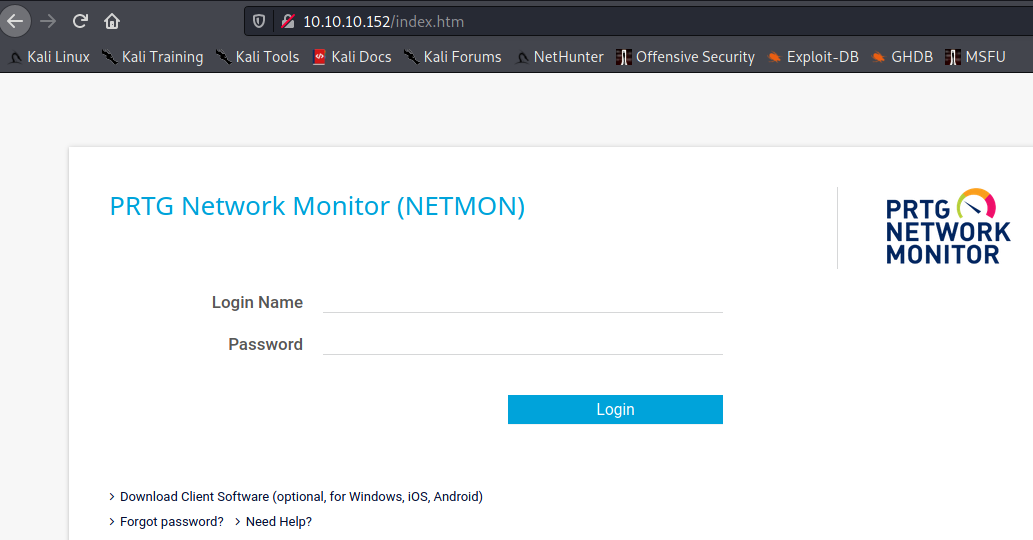 10.10.10.152/index.htm
Kali Linux Kali Training Kali Tools Kali Docs Kali Forums NetHunter Offensive Security Exploit-DB GHDB MSFU
PRTG Network Monitor (NETMON)
PRTG
NETWORK
MONITOR
Login Name
Password
Login
Download Client Software (optional, for Windows, iOS, Android)
Forgot password? Need Help?